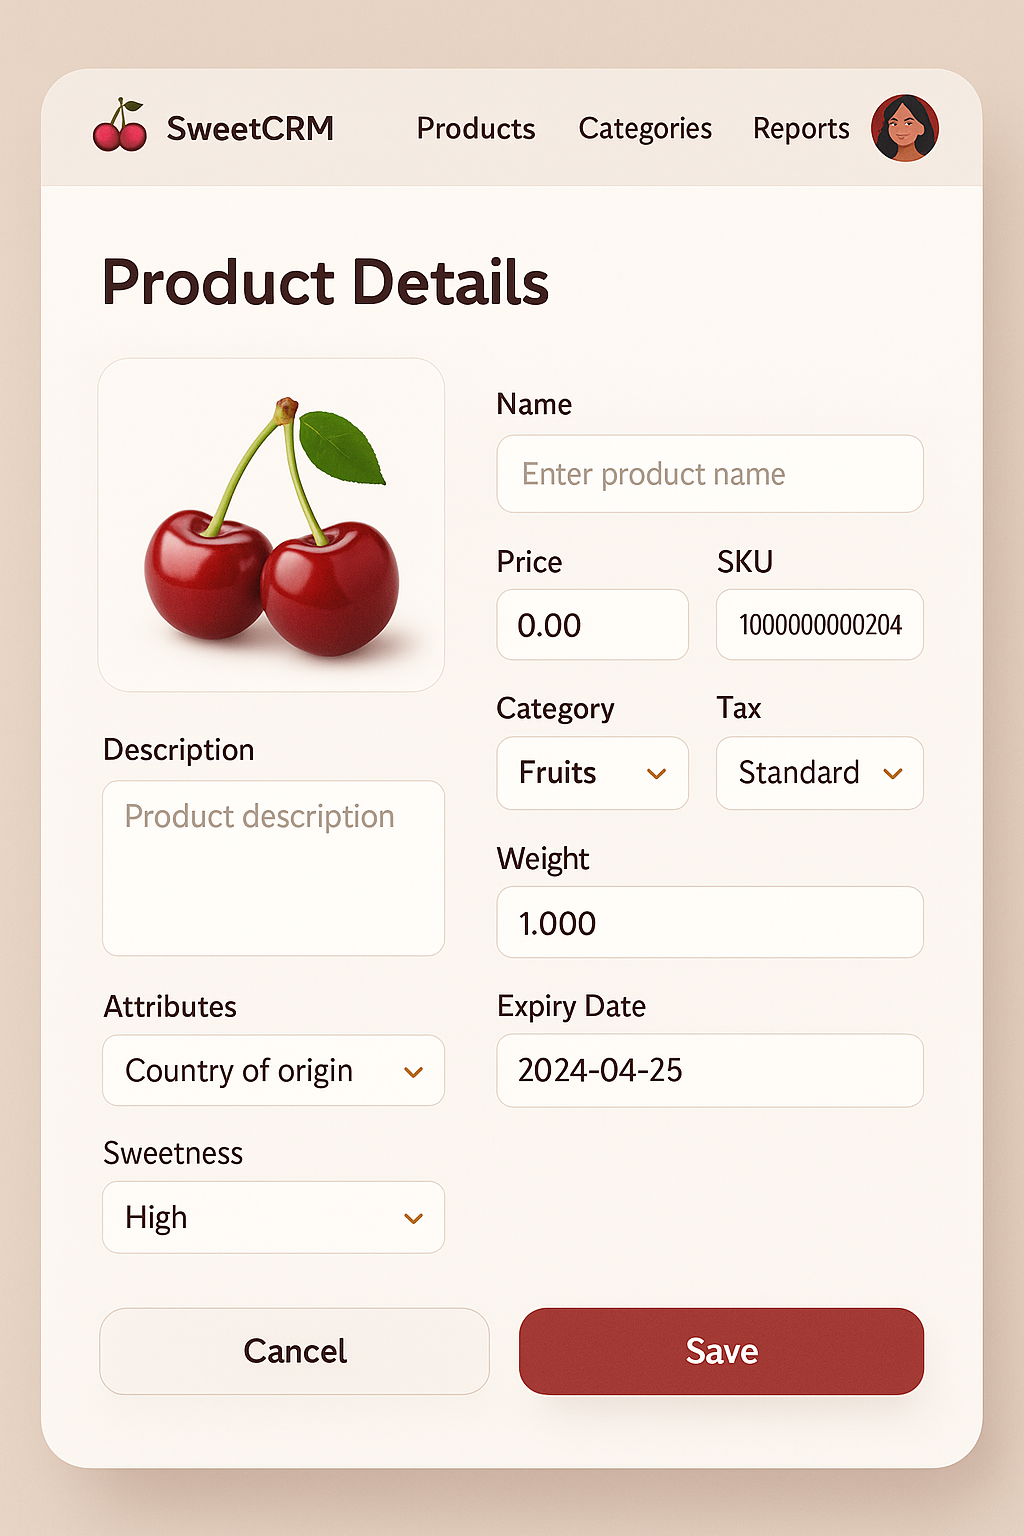 SweetCRM
Products
Categories
Reports
Product Details
Name
Enter product name
Price
SKU
0.00
1000000000204
Category
Tax
Fruits
Standard
Weight
1.000
Expiry Date
2024-04-25
Description
Product description
Attributes
Country of origin
Sweetness
High
Cancel
Save